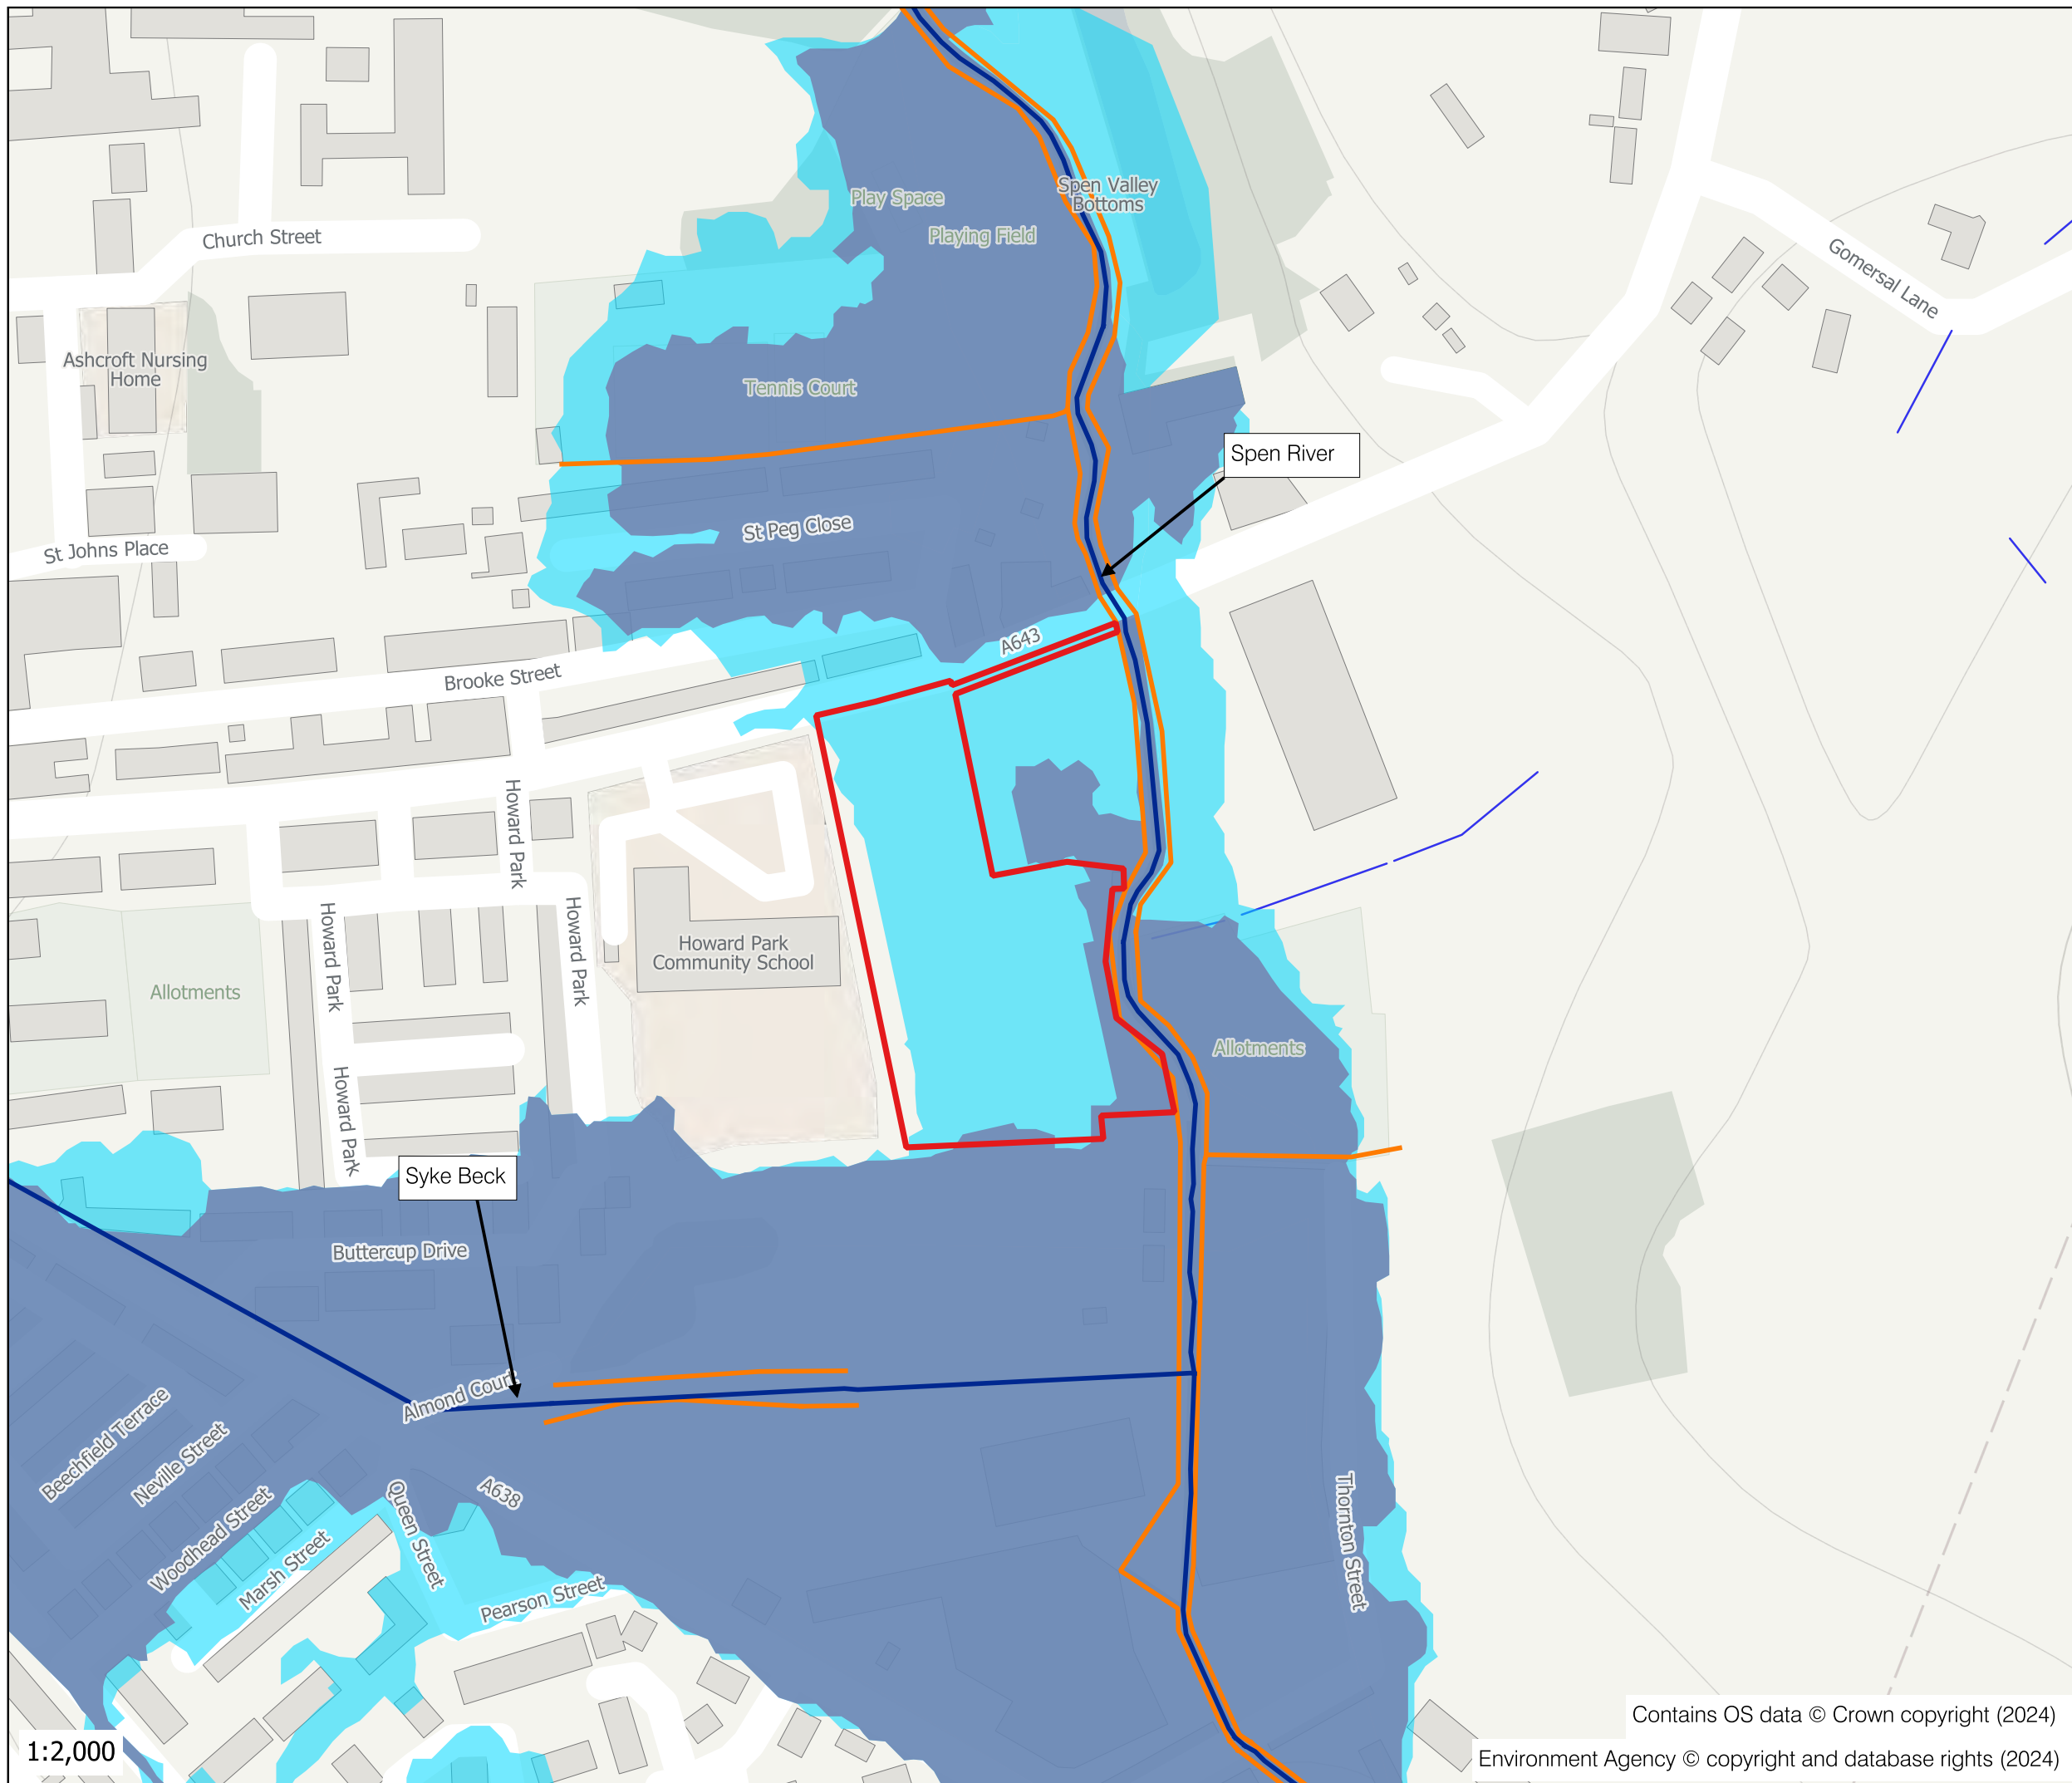 Play Space
Spen Valley
Bottoms
Playing Field
Church Street
Gomersal Lane
Ashcroft Nursing
Home
Tennis Court
Spen River
St Peg Close
St Johns Place
A643
Brooke Street
Howard Park
Howard Park
Howard Park
Howard Park
Community School
Allotments
Allotments
Howard Park
Syke Beck
Buttercup Drive
Almond Court
Beechfield Terrace
Neville Street
A638
Woodhead Street
Queen Street
Marsh Street
Thornton Street
Pearson Street
Contains OS data © Crown copyright (2024)
1:2,000
Environment Agency © copyright and database rights (2024)